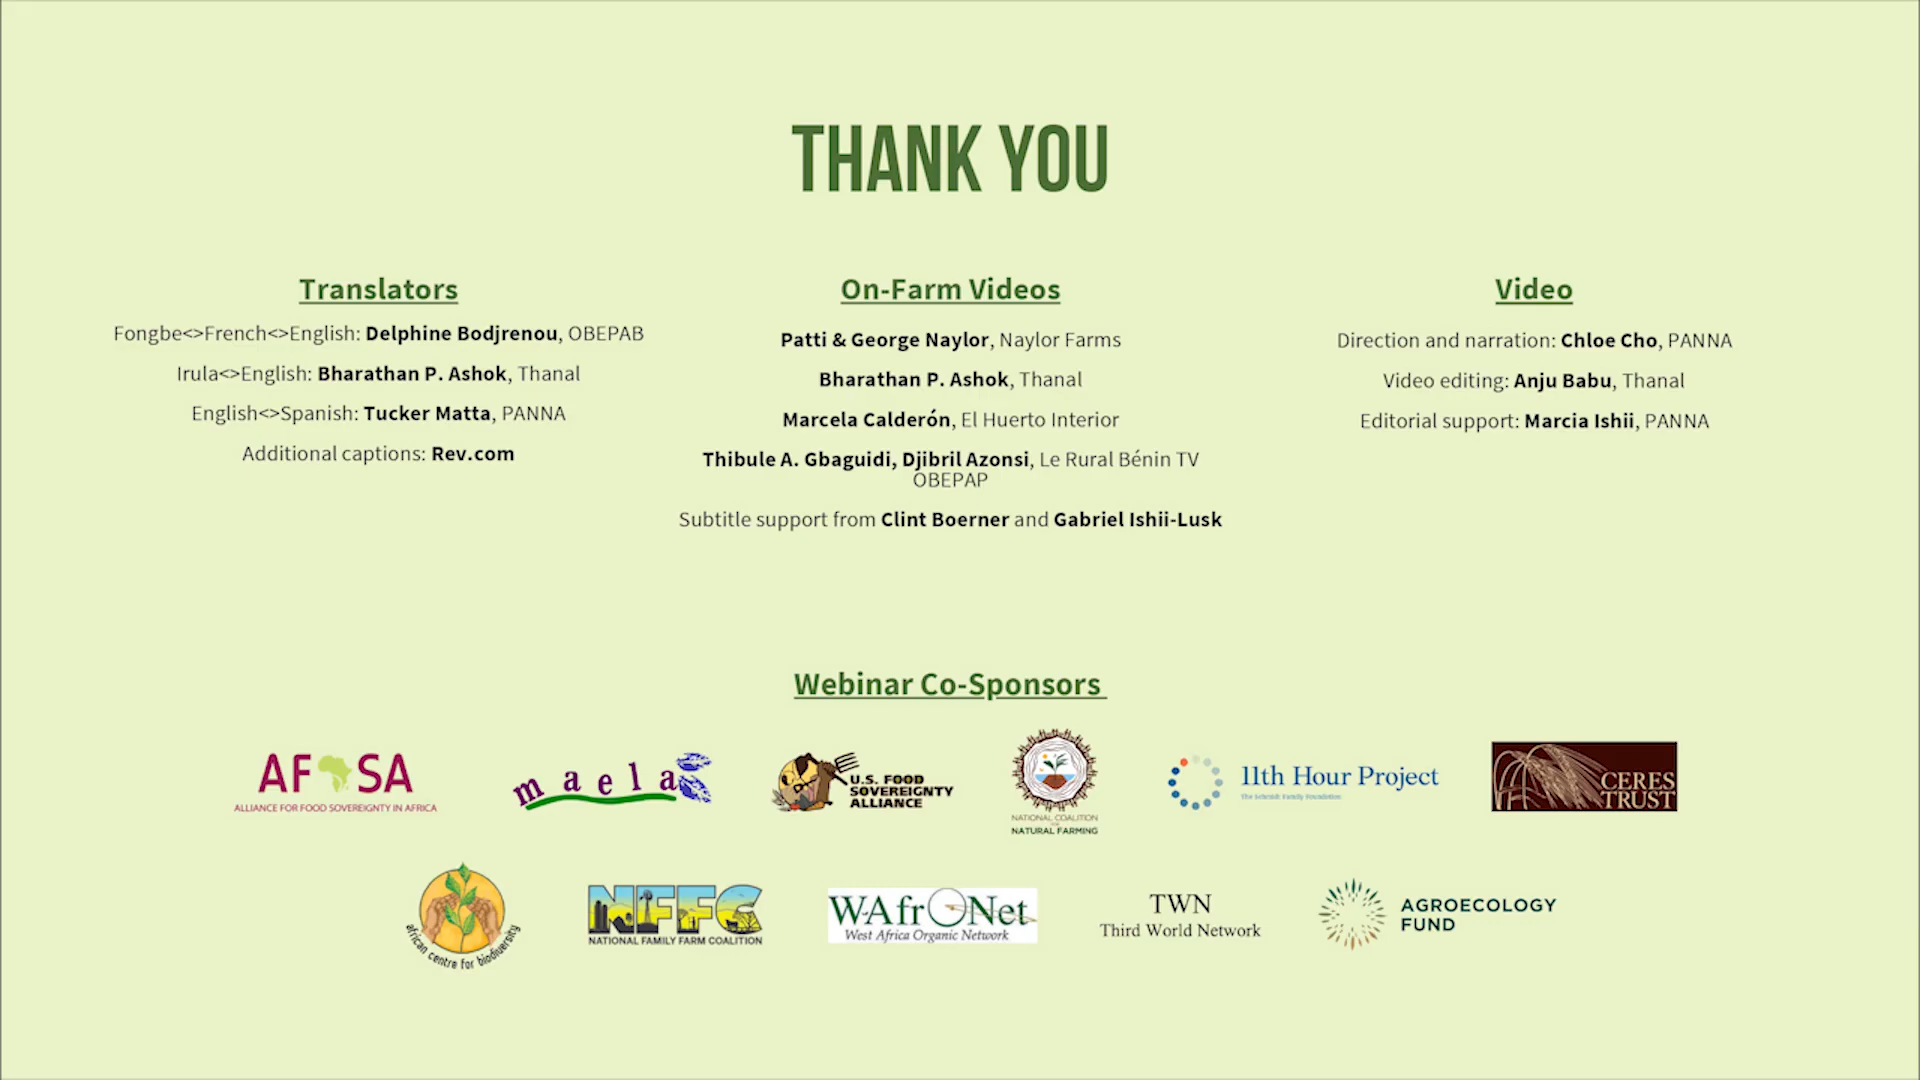 THANK YOU
Translators
Fongbe<>French<>English: Delphine Bodjrenou, OBEPAB
Irula<>English: Bharathan P. Ashok, Thanal
English<>Spanish: Tucker Matta, PANNA
Additional captions: Rev.com
On-Farm Videos
Patti & George Naylor, Naylor Farms
Bharathan P. Ashok, Thanal
Marcela Calderón, El Huerto Interior
Thibule A. Gbaguidi, Djibril Azonsi, Le Rural Bénin TV
OBEPAP
Subtitle support from Clint Boerner and Gabriel Ishii-Lusk
Video
Direction and narration: Chloe Cho, PANNA
Video editing: Anju Babu, Thanal
Editorial support: Marcia Ishii, PANNA
Webinar Co-Sponsors
AFSA
ALLIANCE FOR FOOD SOVEREIGNTY IN AFRICA
maela
U.S. FOOD
SOVEREIGNTY
ALLIANCE
NATIONAL COALITION
FOR
NATURAL FARMING
11th Hour Project
The Schmidt Family Foundation
CERES
TRUST
african centre for biodiversity
NFFC
NATIONAL FAMILY FARM COALITION
WAfrONet
West Africa Organic Network
TWN
Third World Network
AGROECOLOGY
FUND